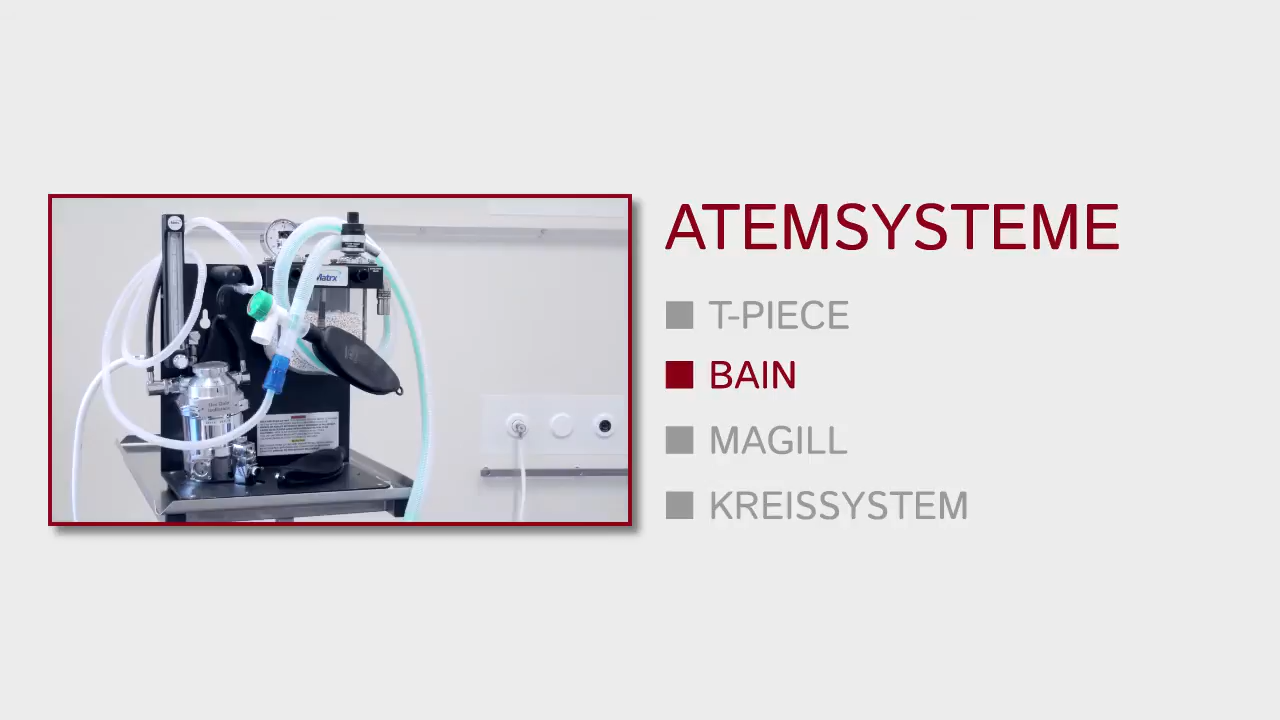 ATEMSYSTEME
T-PIECE
BAIN
MAGILL
KREISSYSTEM
Matrx